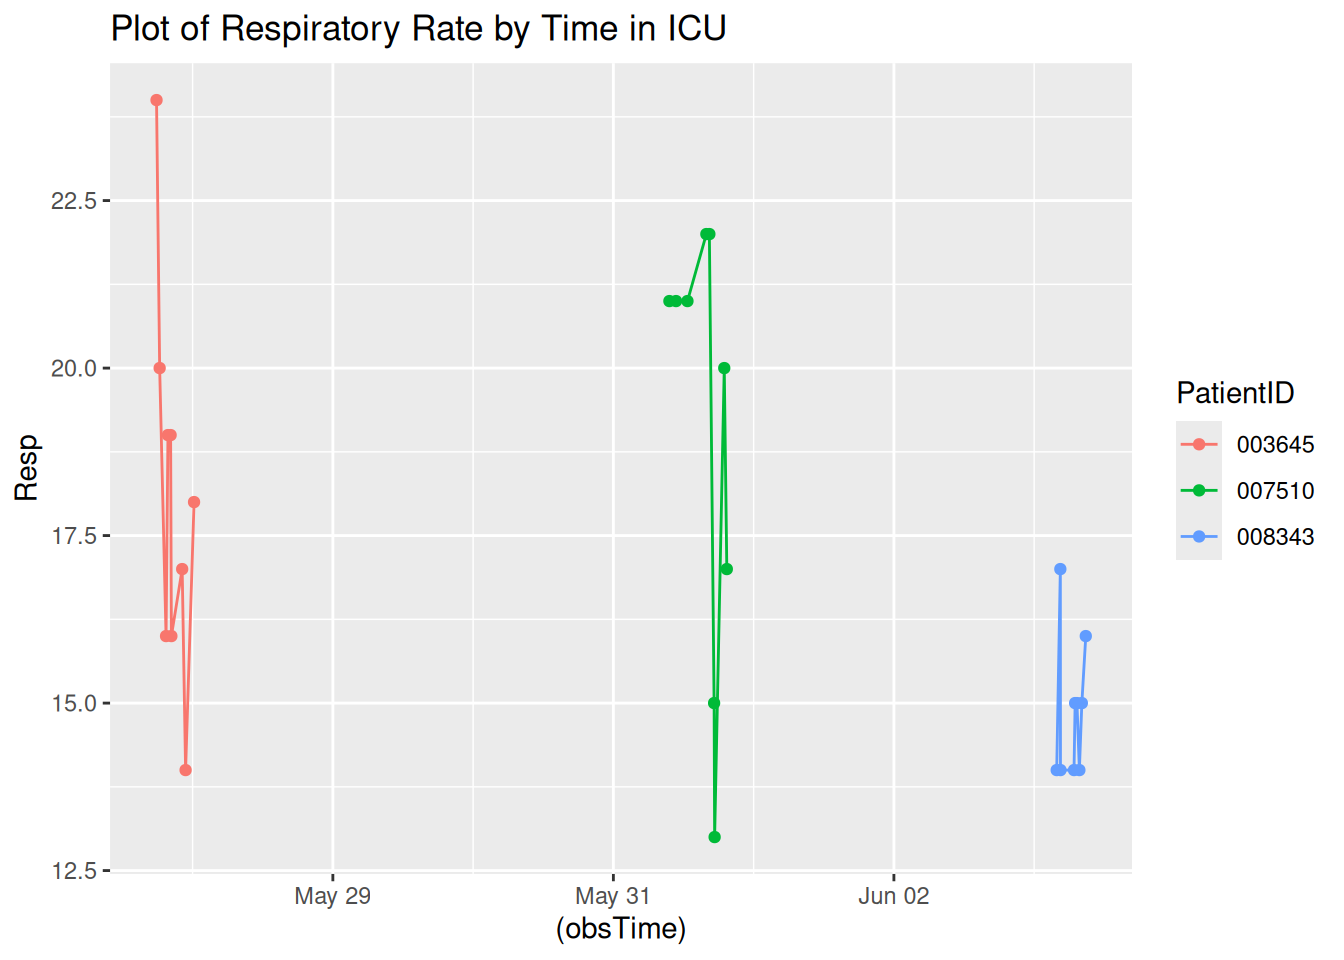 Plot of Respiratory Rate by Time in ICU
22.5
20.0
17.5
15.0
12.5
Resp
May 29 May 31 Jun 02
(obsTime)
PatientID
003645
007510
008343